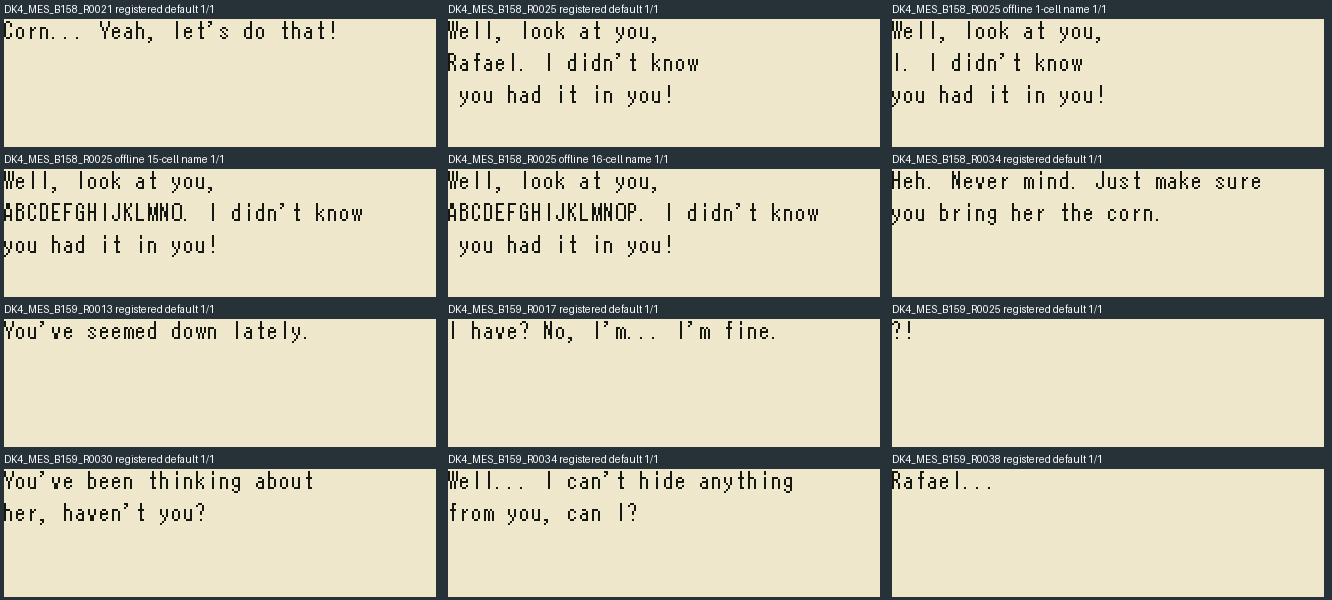 DK4_MES_B158_R0021 registered default 1/1
Corn... Yeah, let's do that!
DK4_MES_B158_R0025 registered default 1/1
Well, look at you,
Rafael. I didn't know
you had it in you!
DK4_MES_B158_R0025 offline 1-cell name 1/1
Well, look at you,
I. I didn't know
you had it in you!
DK4_MES_B158_R0025 offline 15-cell name 1/1
Well, look at you,
ABCDEFGHIJKLMNO. I didn't know
you had it in you!
DK4_MES_B158_R0025 offline 16-cell name 1/1
Well, look at you,
ABCDEFGHIJKLMNOP. I didn't know
you had it in you!
DK4_MES_B158_R0034 registered default 1/1
Heh. Never mind. Just make sure
you bring her the corn.
DK4_MES_B159_R0013 registered default 1/1
You've seemed down lately.
DK4_MES_B159_R0017 registered default 1/1
I have? No, I'm... I'm fine.
DK4_MES_B159_R0025 registered default 1/1
?!
DK4_MES_B159_R0030 registered default 1/1
You've been thinking about
her, haven't you?
DK4_MES_B159_R0034 registered default 1/1
Well... I can't hide anything
from you, can I?
DK4_MES_B159_R0038 registered default 1/1
Rafael...